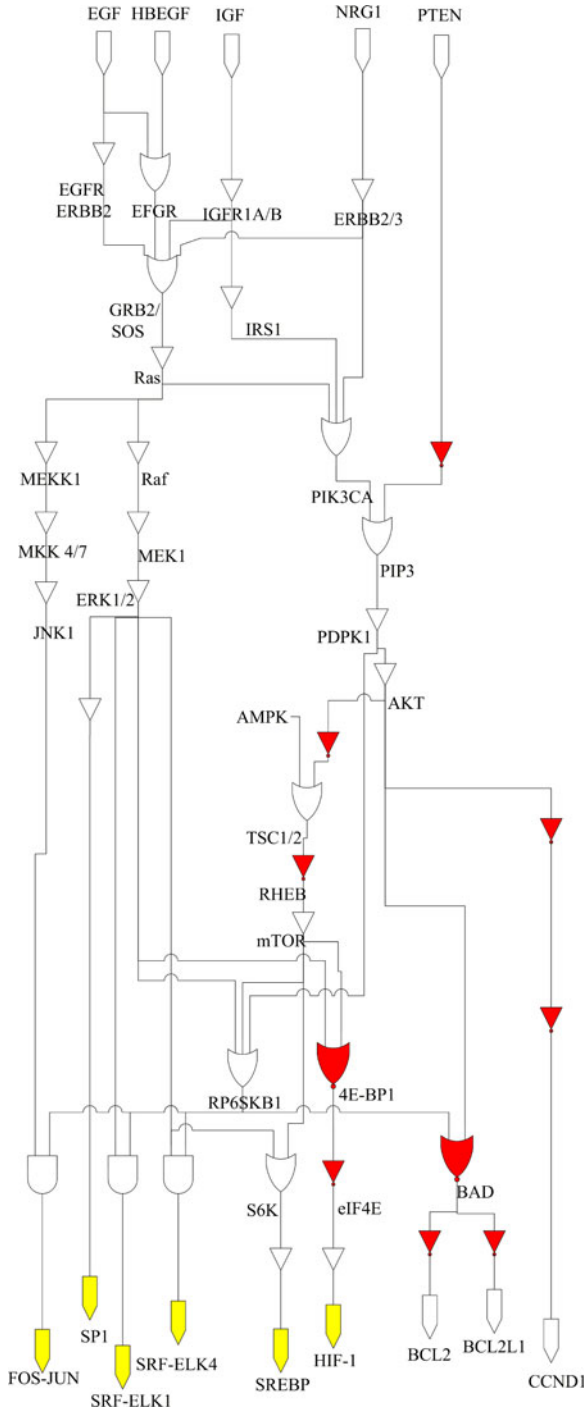 EGF
HBEGF
IGF
NRG1
PTEN
EGFR
ERBB2
EFGR
IGFR1A/B
ERBB2/3
GRB2/
SOS
IRS1
Ras
MEKK1
Raf
PIK3CA
MKK 4/7
MEK1
PIP3
ERK1/2
JNK1
PDPK1
AKT
AMPK
TSC1/2
RHEB
mTOR
RP6SKB1
4E-BP1
S6K
eIF4E
BAD
SP1
SRF-ELK4
HIF-1
BCL2
BCL2L1
FOS-JUN
SRF-ELK1
SREBP
CCND1